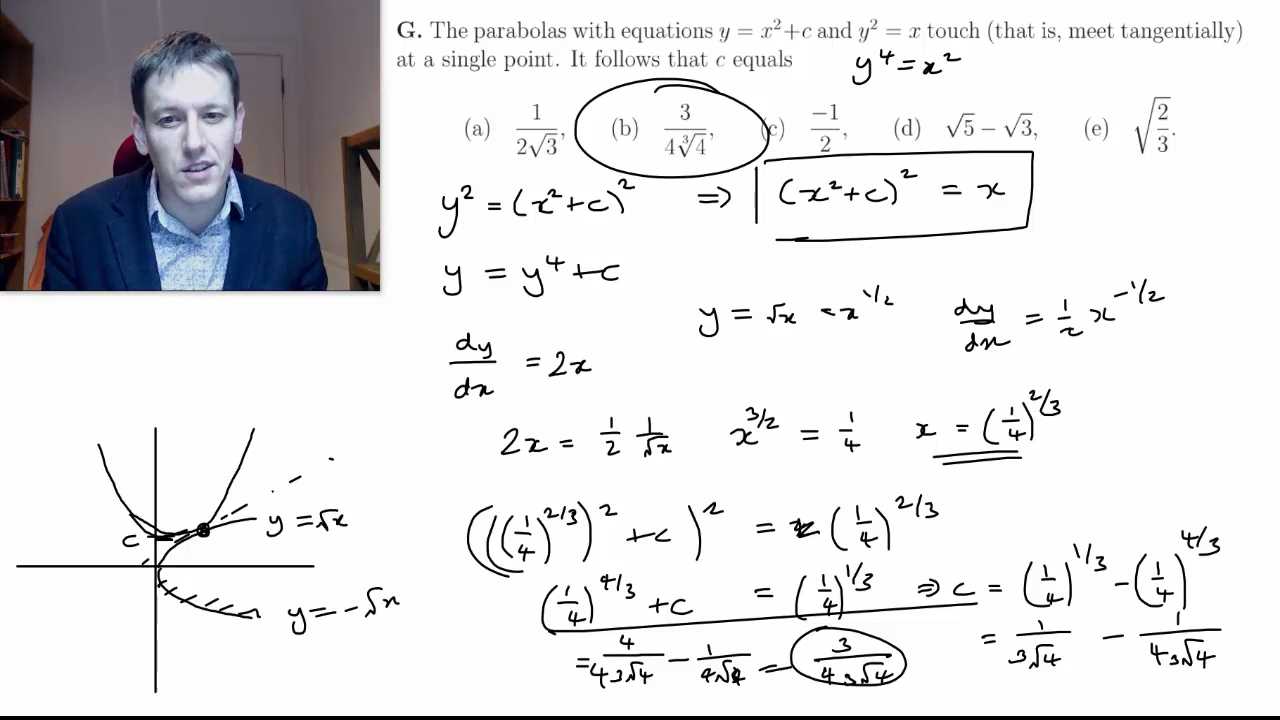 G. The parabolas with equations y = x²+c and y² = x touch (that is, meet tangentially)
at a single point. It follows that c equals
y⁴ = x²
(a) 1/(2√3), (b) 3/(4∛4), (c) -1/2, (d) √5 − √3, (e) √(2/3).
y² = (x²+c)² ⇒ (x²+c)² = x
y = y⁴+c
y = √x = x^1/2 dy/dx = 1/2 x^-1/2
dy/dx = 2x
2x = 1/2 1/√x x^3/2 = 1/4 x = (1/4)^2/3
(((1/4)^2/3)² + c)² = (1/4)^2/3
(1/4)^4/3 + c = (1/4)^1/3 ⇒ c = (1/4)^1/3 − (1/4)^4/3
= 1/3√4 − 1/43√4
= 4/43√4 − 1/4√4 = 3/43√4
c
y = √x
y = −√x